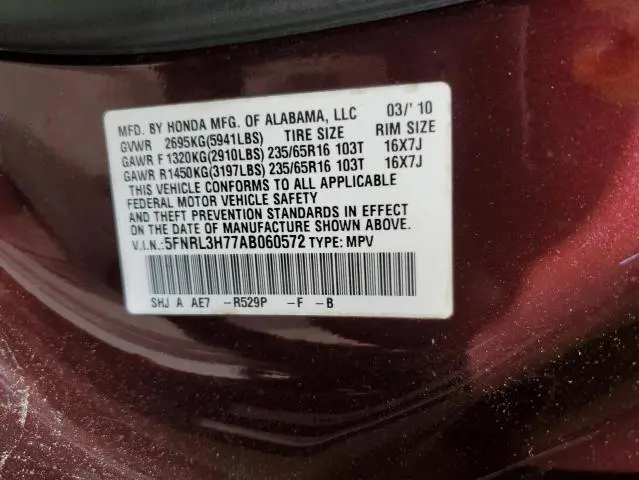 MFD. BY HONDA MFG. OF ALABAMA, LLC 03/'10
GVWR 2695KG(5941LBS) TIRE SIZE RIM SIZE
GAWR F1320KG(2910LBS)235/65R16 103T 16X7J
GAWR R1450KG(3197LBS)235/65R16 103T 16X7J
THIS VEHICLE CONFORMS TO ALL APPLICABLE
FEDERAL MOTOR VEHICLE SAFETY
AND THEFT PREVENTION STANDARDS IN EFFECT
ON THE DATE OF MANUFACTURE SHOWN ABOVE.
V.I.N.:5FNRL3H77AB060572 TYPE: MPV
SHJ A AE7 -R529P -F -B